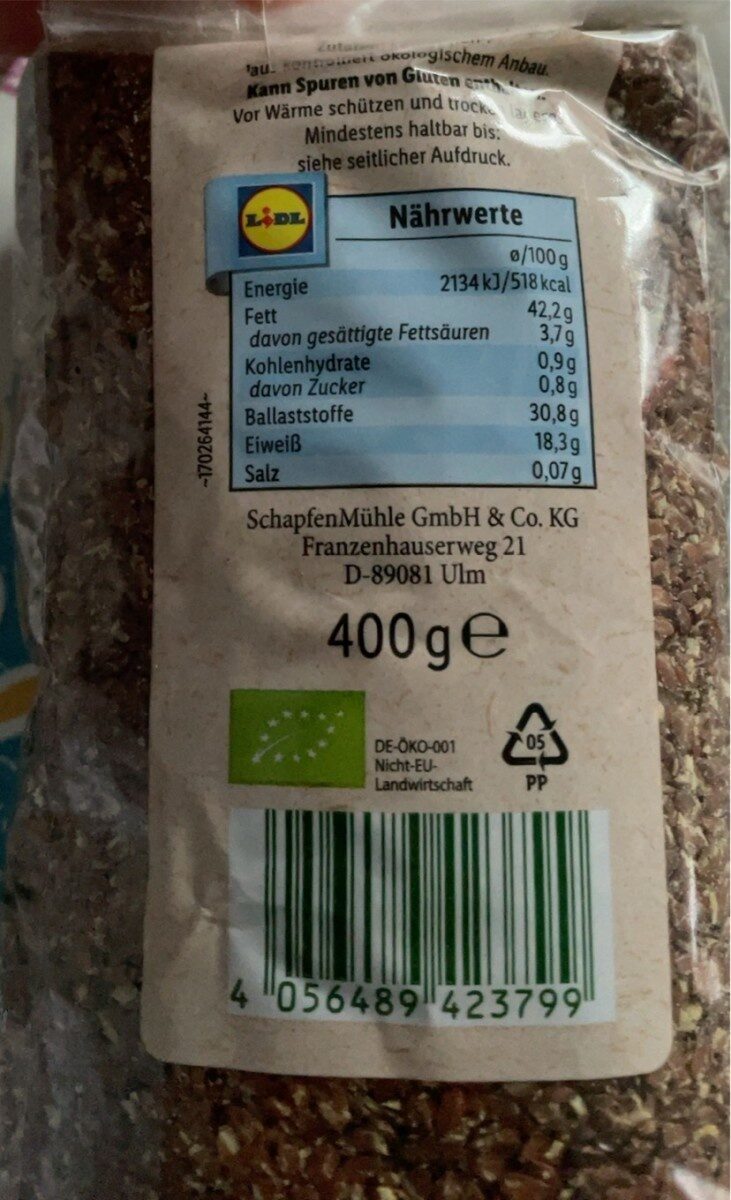 ökologischem Anbau.
Kann Spuren von Gluten
Vor Wärme schützen und
Mindestens haltbar bis:
siehe seitlicher Aufdruck.
LIDL
Nährwerte
ø/100g
Energie 2134 kJ/518 kcal
Fett 42,2g
davon gesättigte Fettsäuren 3,7g
Kohlenhydrate 0,9g
davon Zucker 0,8g
Ballaststoffe 30,8g
Eiweiß 18,3g
Salz 0,07g
~170264144~
SchapfenMühle GmbH & Co. KG
Franzenhauserweg 21
D-89081 Ulm
400 g e
DE-ÖKO-001
Nicht-EU-
Landwirtschaft
05
PP
4 056489 423799